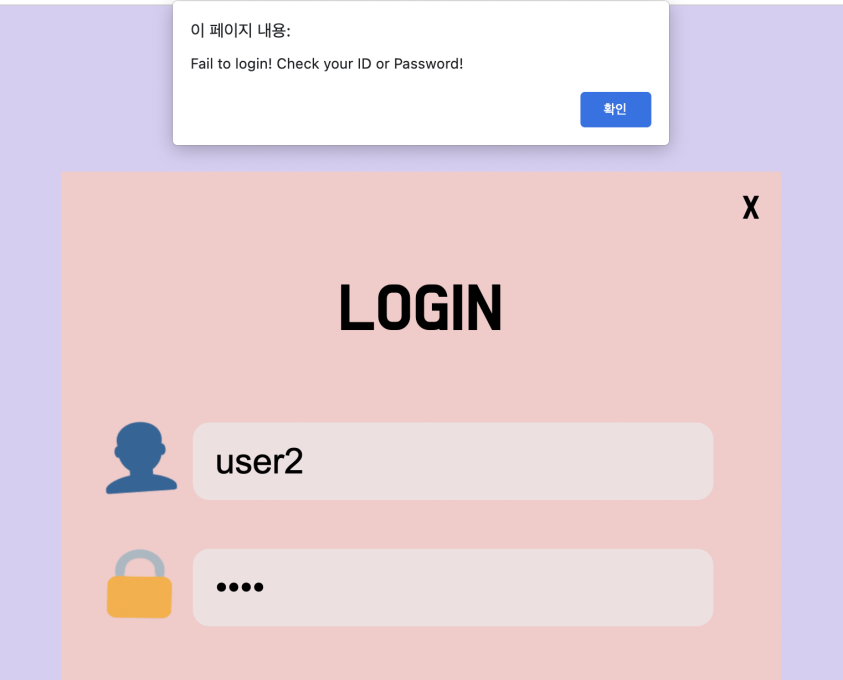 이 페이지 내용:
Fail to login! Check your ID or Password!
확인
X
LOGIN
user2
••••